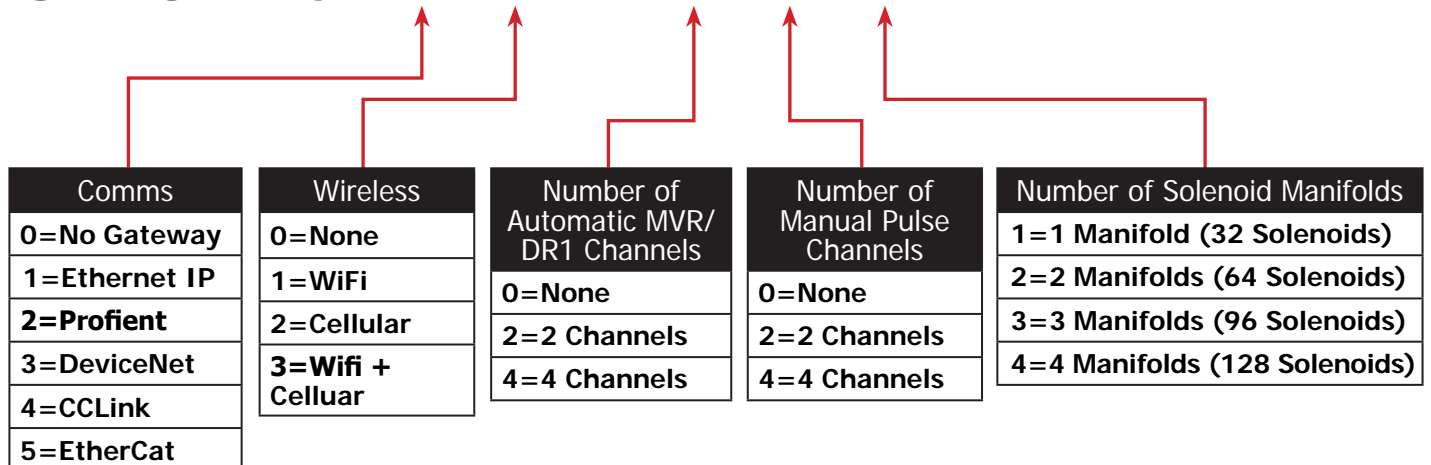 Comms
0=No Gateway
1=Ethernet IP
2=Profient
3=DeviceNet
4=CCLink
5=EtherCat
Wireless
0=None
1=WiFi
2=Cellular
3=Wifi +
Celluar
Number of
Automatic MVR/
DR1 Channels
0=None
2=2 Channels
4=4 Channels
Number of
Manual Pulse
Channels
0=None
2=2 Channels
4=4 Channels
Number of Solenoid Manifolds
1=1 Manifold (32 Solenoids)
2=2 Manifolds (64 Solenoids)
3=3 Manifolds (96 Solenoids)
4=4 Manifolds (128 Solenoids)